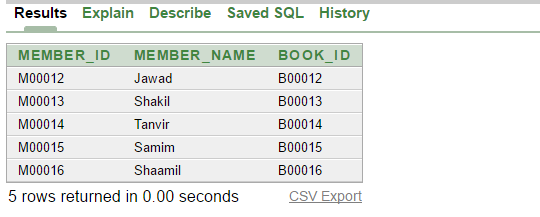 Results Explain Describe Saved SQL History
MEMBER_ID MEMBER_NAME BOOK_ID
M00012 Jawad B00012
M00013 Shakil B00013
M00014 Tanvir B00014
M00015 Samim B00015
M00016 Shaamil B00016
5 rows returned in 0.00 seconds CSV Export